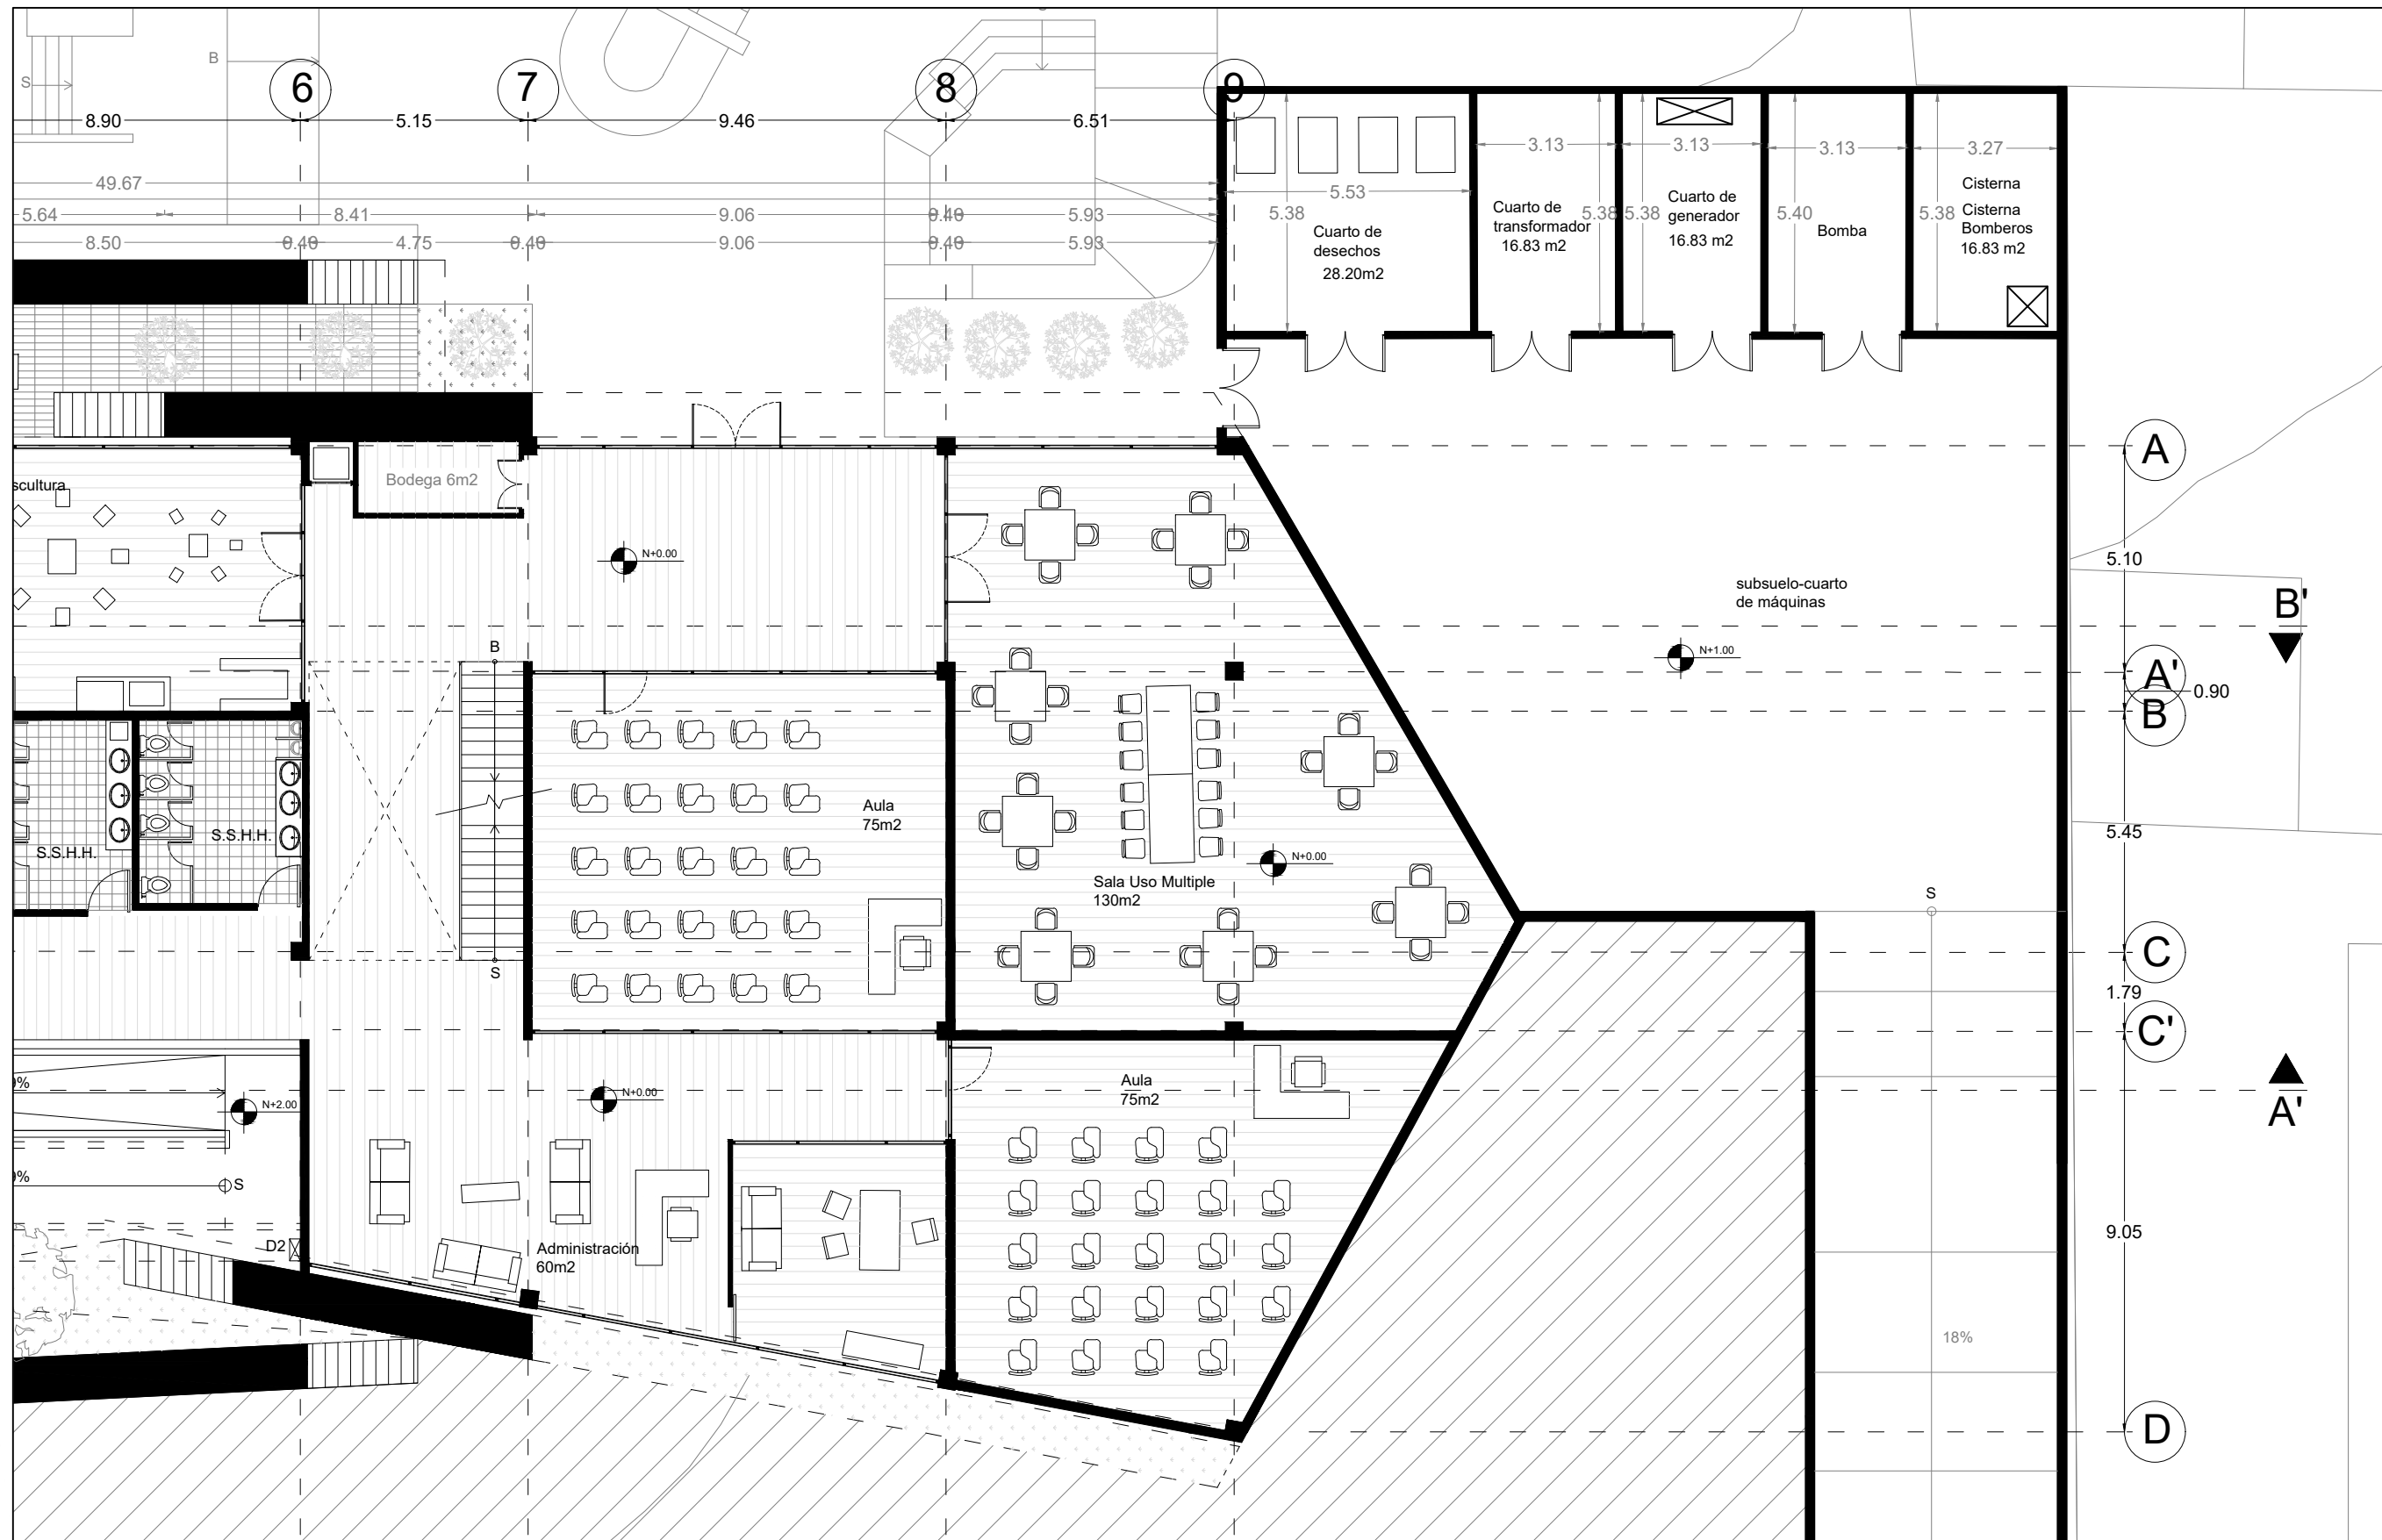 B
S
6
7
8
9
8.90
5.15
9.46
6.51
49.67
5.64
8.41
9.06
0.40
5.93
8.50
0.40
4.75
0.40
9.06
0.40
5.93
5.38
5.53
Cuarto de
desechos
28.20m2
3.13
5.38
Cuarto de
transformador
16.83 m2
3.13
5.38
Cuarto de
generador
16.83 m2
3.13
5.40
Bomba
3.27
5.38
Cisterna
Cisterna
Bomberos
16.83 m2
A
scultura
Bodega 6m2
N+0.00
5.10
subsuelo-cuarto
de máquinas
B'
N+1.00
B
A'
0.90
B
Aula
75m2
S.S.H.H.
S.S.H.H.
5.45
N+0.00
Sala Uso Multiple
130m2
S
S
C
1.79
C'
0%
N+2.00
N+0.00
Aula
75m2
A'
0%
S
D2
Administración
60m2
9.05
18%
D